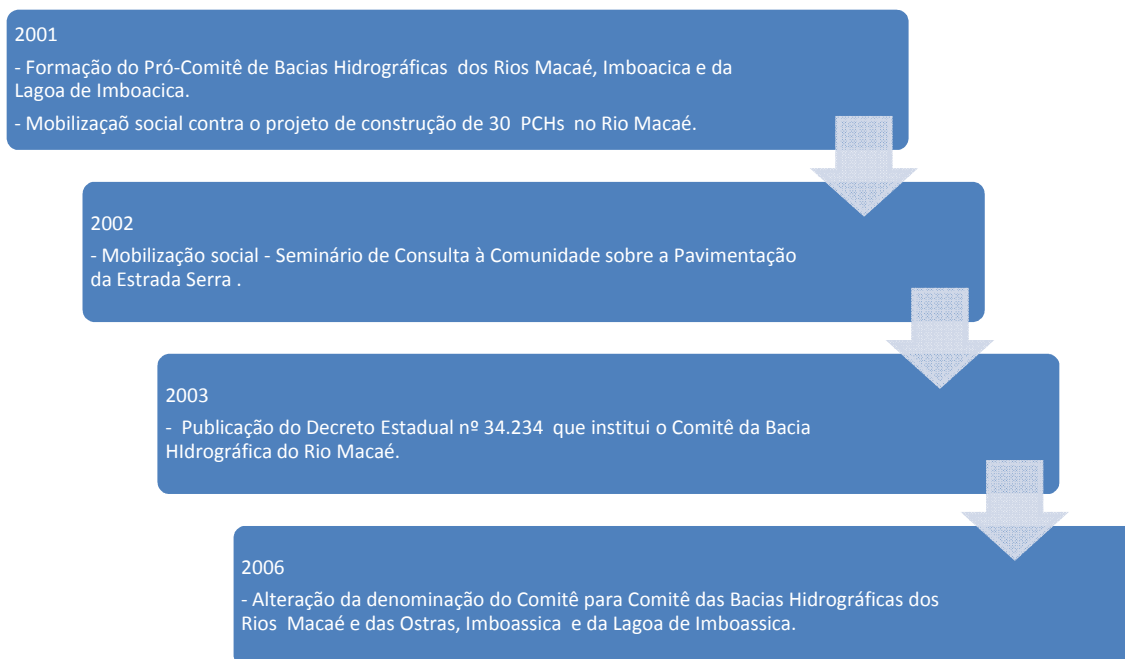 2001
- Formação do Pró-Comitê de Bacias Hidrográficas dos Rios Macaé, Imboacica e da
Lagoa de Imboacica.
- Mobilizaçaõ social contra o projeto de construção de 30 PCHs no Rio Macaé.
2002
- Mobilização social - Seminário de Consulta à Comunidade sobre a Pavimentação
da Estrada Serra .
2003
- Publicação do Decreto Estadual nº 34.234 que institui o Comitê da Bacia
HIdrográfica do Rio Macaé.
2006
- Alteração da denominação do Comitê para Comitê das Bacias Hidrográficas dos
Rios Macaé e das Ostras, Imboassica e da Lagoa de Imboassica.